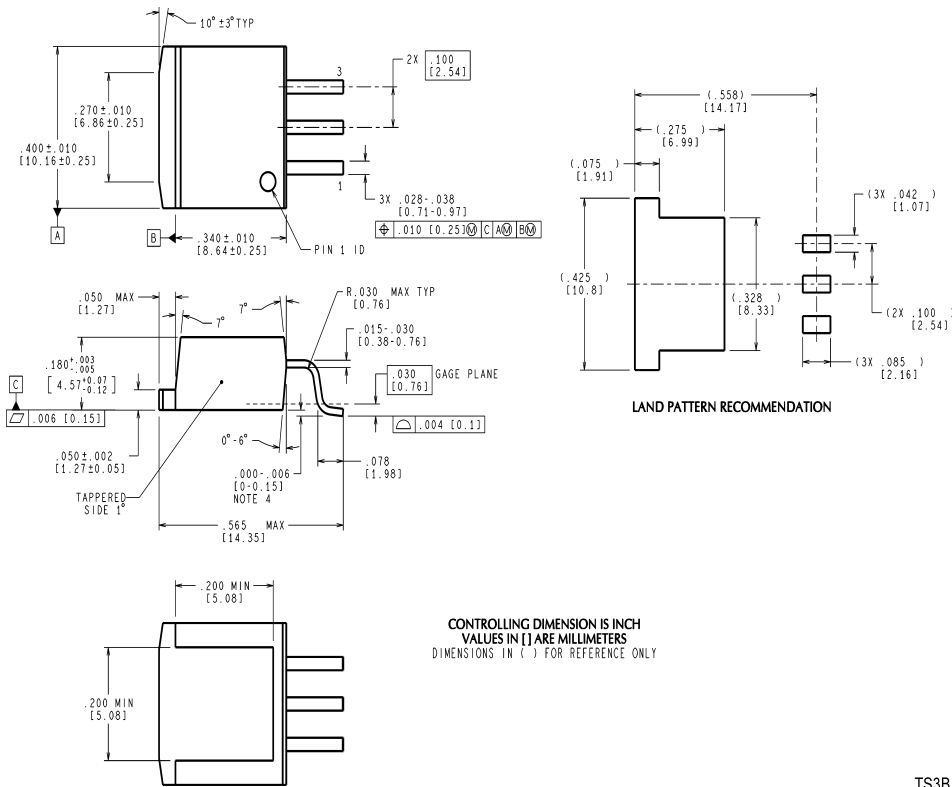 10° ±3° TYP
2X .100
[2.54]
3
.270±.010
[6.86±0.25]
.400±.010
[10.16±0.25]
1
3X .028-.038
[0.71-0.97]
⌖ .010 [0.25]Ⓜ C AⓂ BⓂ
A
B
.340±.010
[8.64±0.25]
PIN 1 ID
(.558)
[14.17]
(.275 )
[6.99]
(.075 )
[1.91]
(3X .042 )
[1.07]
(.425 )
[10.8]
(.328 )
[8.33]
(2X .100 )
[2.54]
(3X .085 )
[2.16]
LAND PATTERN RECOMMENDATION
.050 MAX
[1.27]
7°
7°
R.030 MAX TYP
[0.76]
.015-.030
[0.38-0.76]
.180+.003 -.005
[ 4.57+0.07 -0.12 ]
.030
[0.76]
GAGE PLANE
C
⏥ .006 [0.15]
⌓ .004 [0.1]
0°-6°
.050±.002
[1.27±0.05]
.000-.006
[0-0.15]
NOTE 4
.078
[1.98]
TAPPERED
SIDE 1°
.565 MAX
[14.35]
.200 MIN
[5.08]
.200 MIN
[5.08]
CONTROLLING DIMENSION IS INCH
VALUES IN [ ] ARE MILLIMETERS
DIMENSIONS IN ( ) FOR REFERENCE ONLY
TS3B